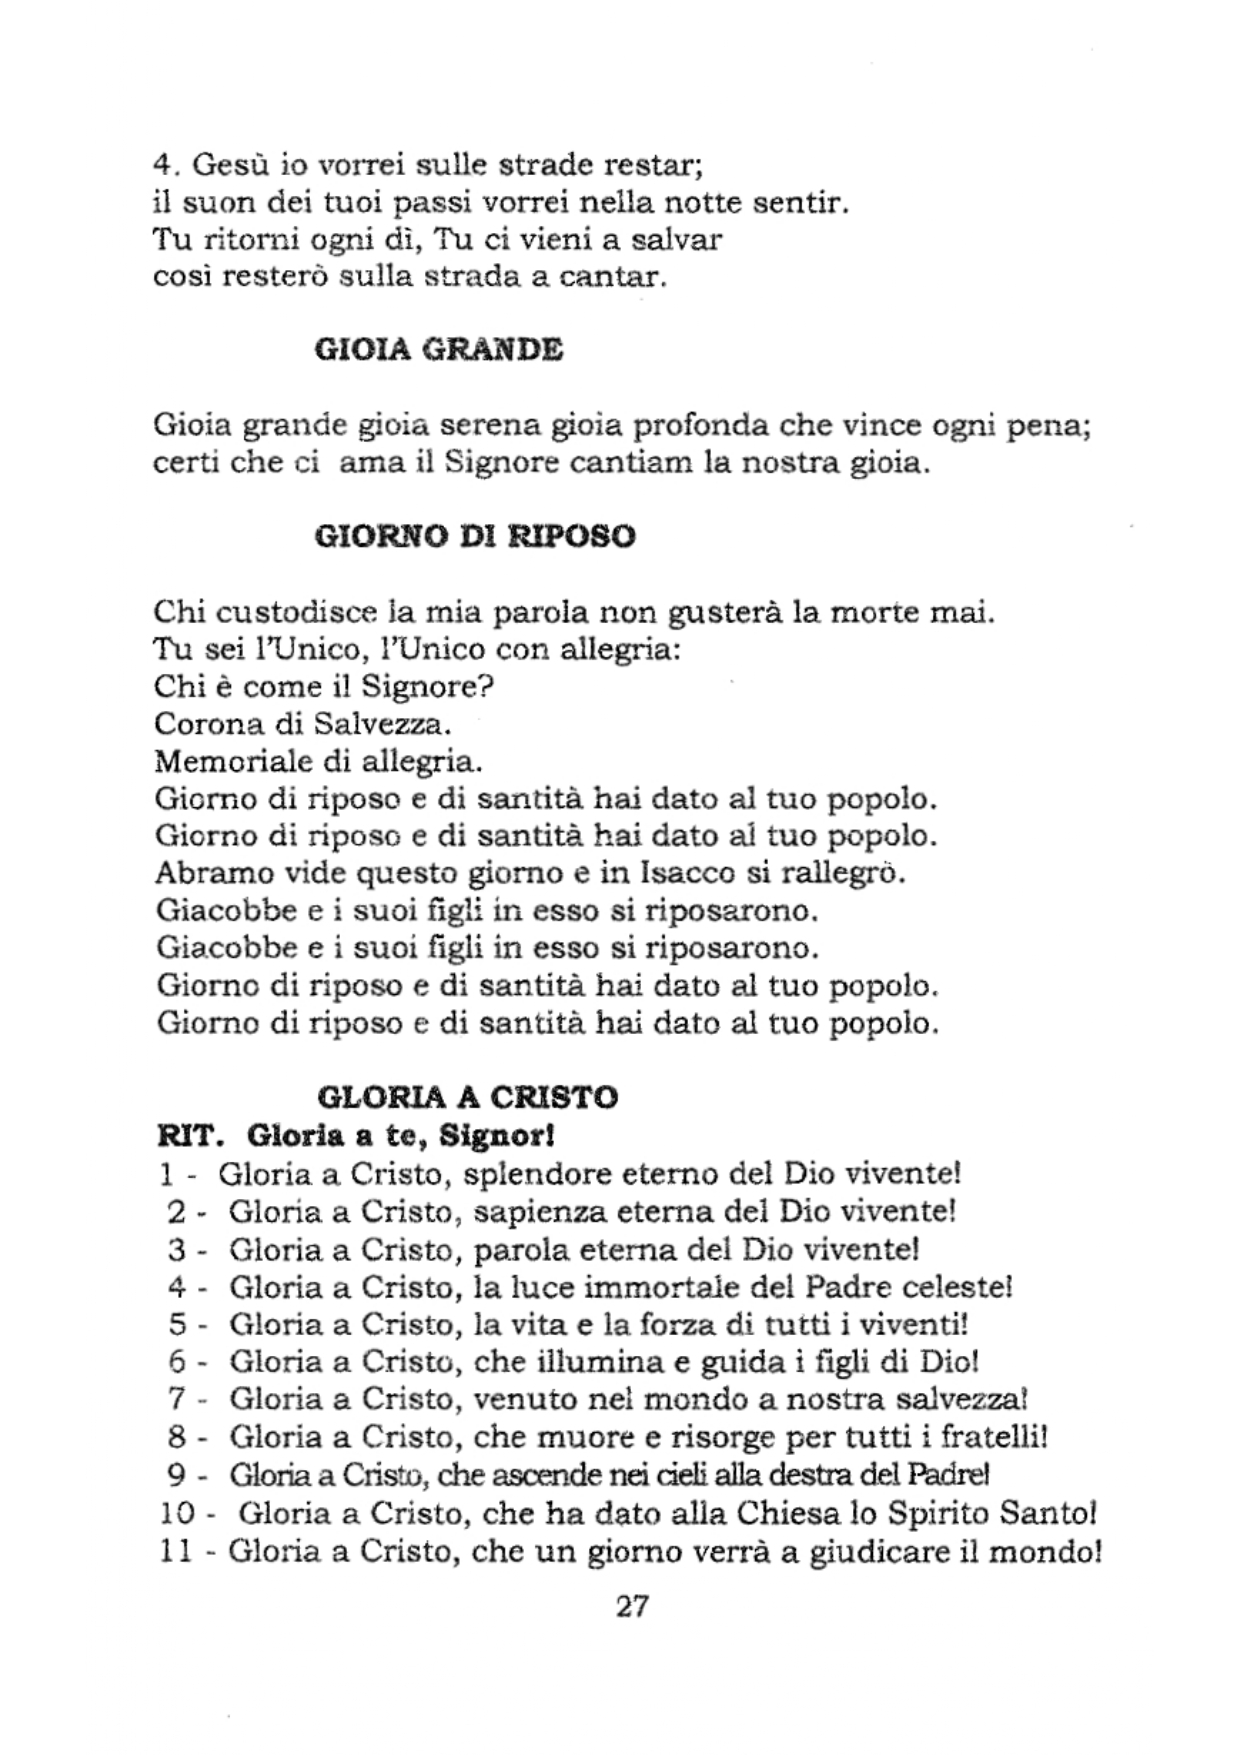 4. Gesù io vorrei sulle strade restar;
il suon dei tuoi passi vorrei nella notte sentir.
Tu ritorni ogni dì, Tu ci vieni a salvar
così resterò sulla strada a cantar.
GIOIA GRANDE
Gioia grande gioia serena gioia profonda che vince ogni pena;
certi che ci ama il Signore cantiam la nostra gioia.
GIORNO DI RIPOSO
Chi custodisce la mia parola non gusterà la morte mai.
Tu sei l'Unico, l'Unico con allegria:
Chi è come il Signore?
Corona di Salvezza.
Memoriale di allegria.
Giorno di riposo e di santità hai dato al tuo popolo.
Giorno di riposo e di santità hai dato al tuo popolo.
Abramo vide questo giorno e in Isacco si rallegrò.
Giacobbe e i suoi figli in esso si riposarono.
Giacobbe e i suoi figli in esso si riposarono.
Giorno di riposo e di santità hai dato al tuo popolo.
Giorno di riposo e di santità hai dato al tuo popolo.
GLORIA A CRISTO
RIT. Gloria a te, Signor!
1 - Gloria a Cristo, splendore eterno del Dio vivente!
2 - Gloria a Cristo, sapienza eterna del Dio vivente!
3 - Gloria a Cristo, parola eterna del Dio vivente!
4 - Gloria a Cristo, la luce immortale del Padre celeste!
5 - Gloria a Cristo, la vita e la forza di tutti i viventi!
6 - Gloria a Cristo, che illumina e guida i figli di Dio!
7 - Gloria a Cristo, venuto nel mondo a nostra salvezza!
8 - Gloria a Cristo, che muore e risorge per tutti i fratelli!
9 - Gloria a Cristo, che ascende nei cieli alla destra del Padre!
10 - Gloria a Cristo, che ha dato alla Chiesa lo Spirito Santo!
11 - Gloria a Cristo, che un giorno verrà a giudicare il mondo!
27